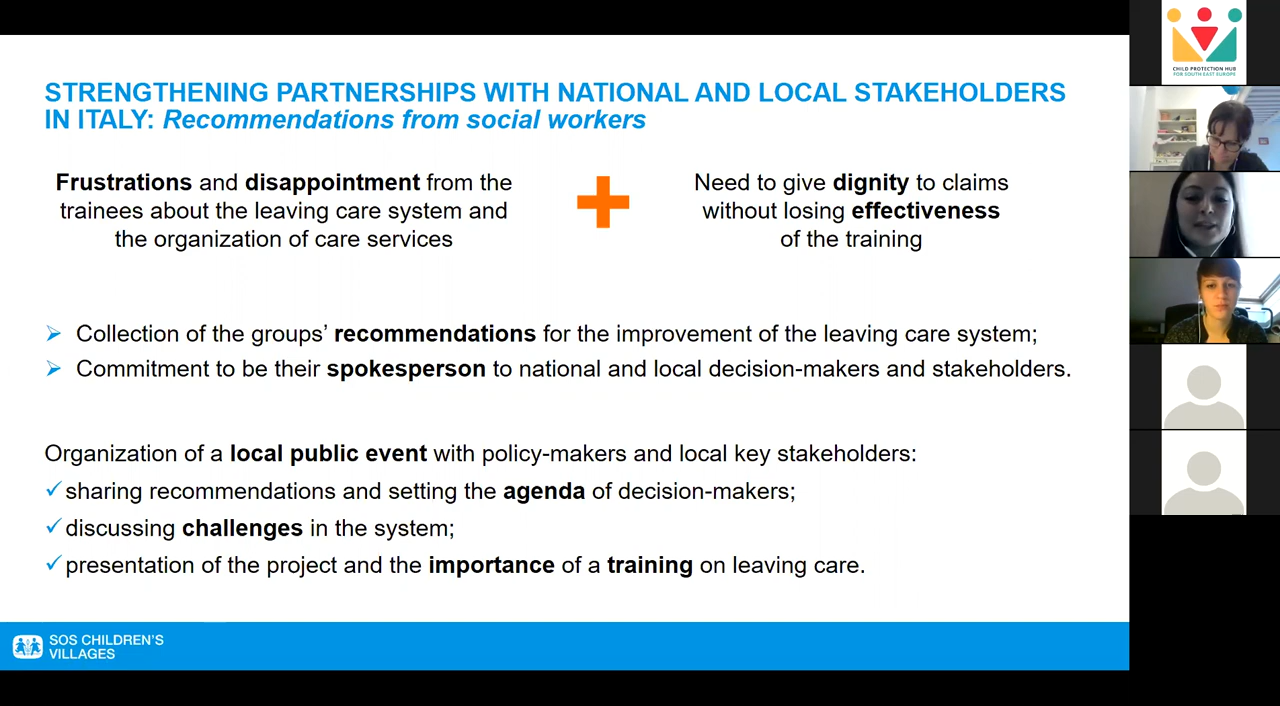 STRENGTHENING PARTNERSHIPS WITH NATIONAL AND LOCAL STAKEHOLDERS
IN ITALY: Recommendations from social workers
Frustrations and disappointment from the
trainees about the leaving care system and
the organization of care services
Need to give dignity to claims
without losing effectiveness
of the training
Collection of the groups’ recommendations for the improvement of the leaving care system;
Commitment to be their spokesperson to national and local decision-makers and stakeholders.
Organization of a local public event with policy-makers and local key stakeholders:
sharing recommendations and setting the agenda of decision-makers;
discussing challenges in the system;
presentation of the project and the importance of a training on leaving care.
SOS CHILDREN'S
VILLAGES
CHILD PROTECTION HUB
FOR SOUTH EAST EUROPE